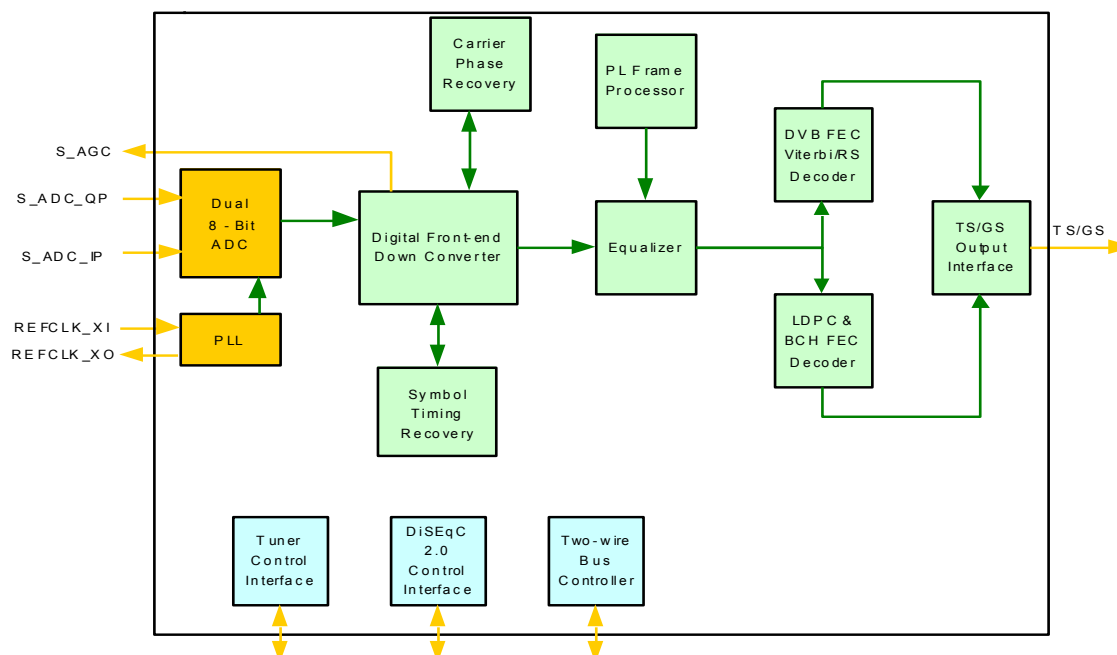 Carrier
Phase
Recovery
PL Frame
Processor
DVB FEC
Viterbi/RS
Decoder
S_AGC
S_ADC_QP
S_ADC_IP
Dual
8 - Bit
ADC
Digital Front-end
Down Converter
Equalizer
TS/GS
Output
Interface
TS/GS
REFCLK_XI
REFCLK_XO
PLL
LDPC &
BCH FEC
Decoder
Symbol
Timing
Recovery
Tuner
Control
Interface
DiSEqC
2.0
Control
Interface
Two-wire
Bus
Controller